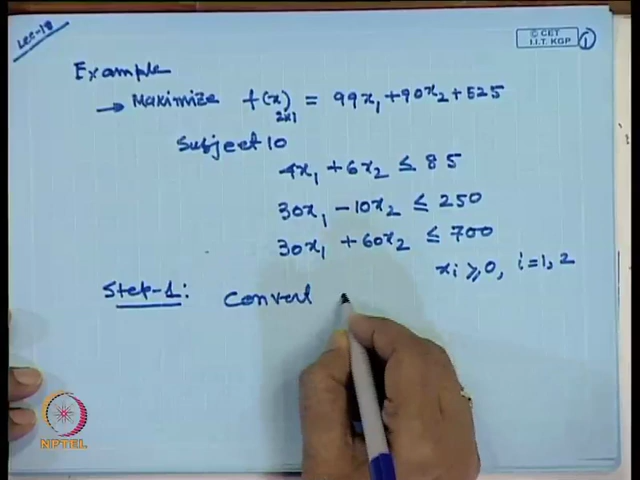 Lec-18
© CET
I.I.T. KGP
1
Example
→ Maximize f(x) = 99x₁ + 90x₂ + 525
2x1
Subject to
4x₁ + 6x₂ ≤ 85
30x₁ - 10x₂ ≤ 250
30x₁ + 60x₂ ≤ 700
xi ≥ 0, i = 1, 2
Step-1: Convert
NPTEL